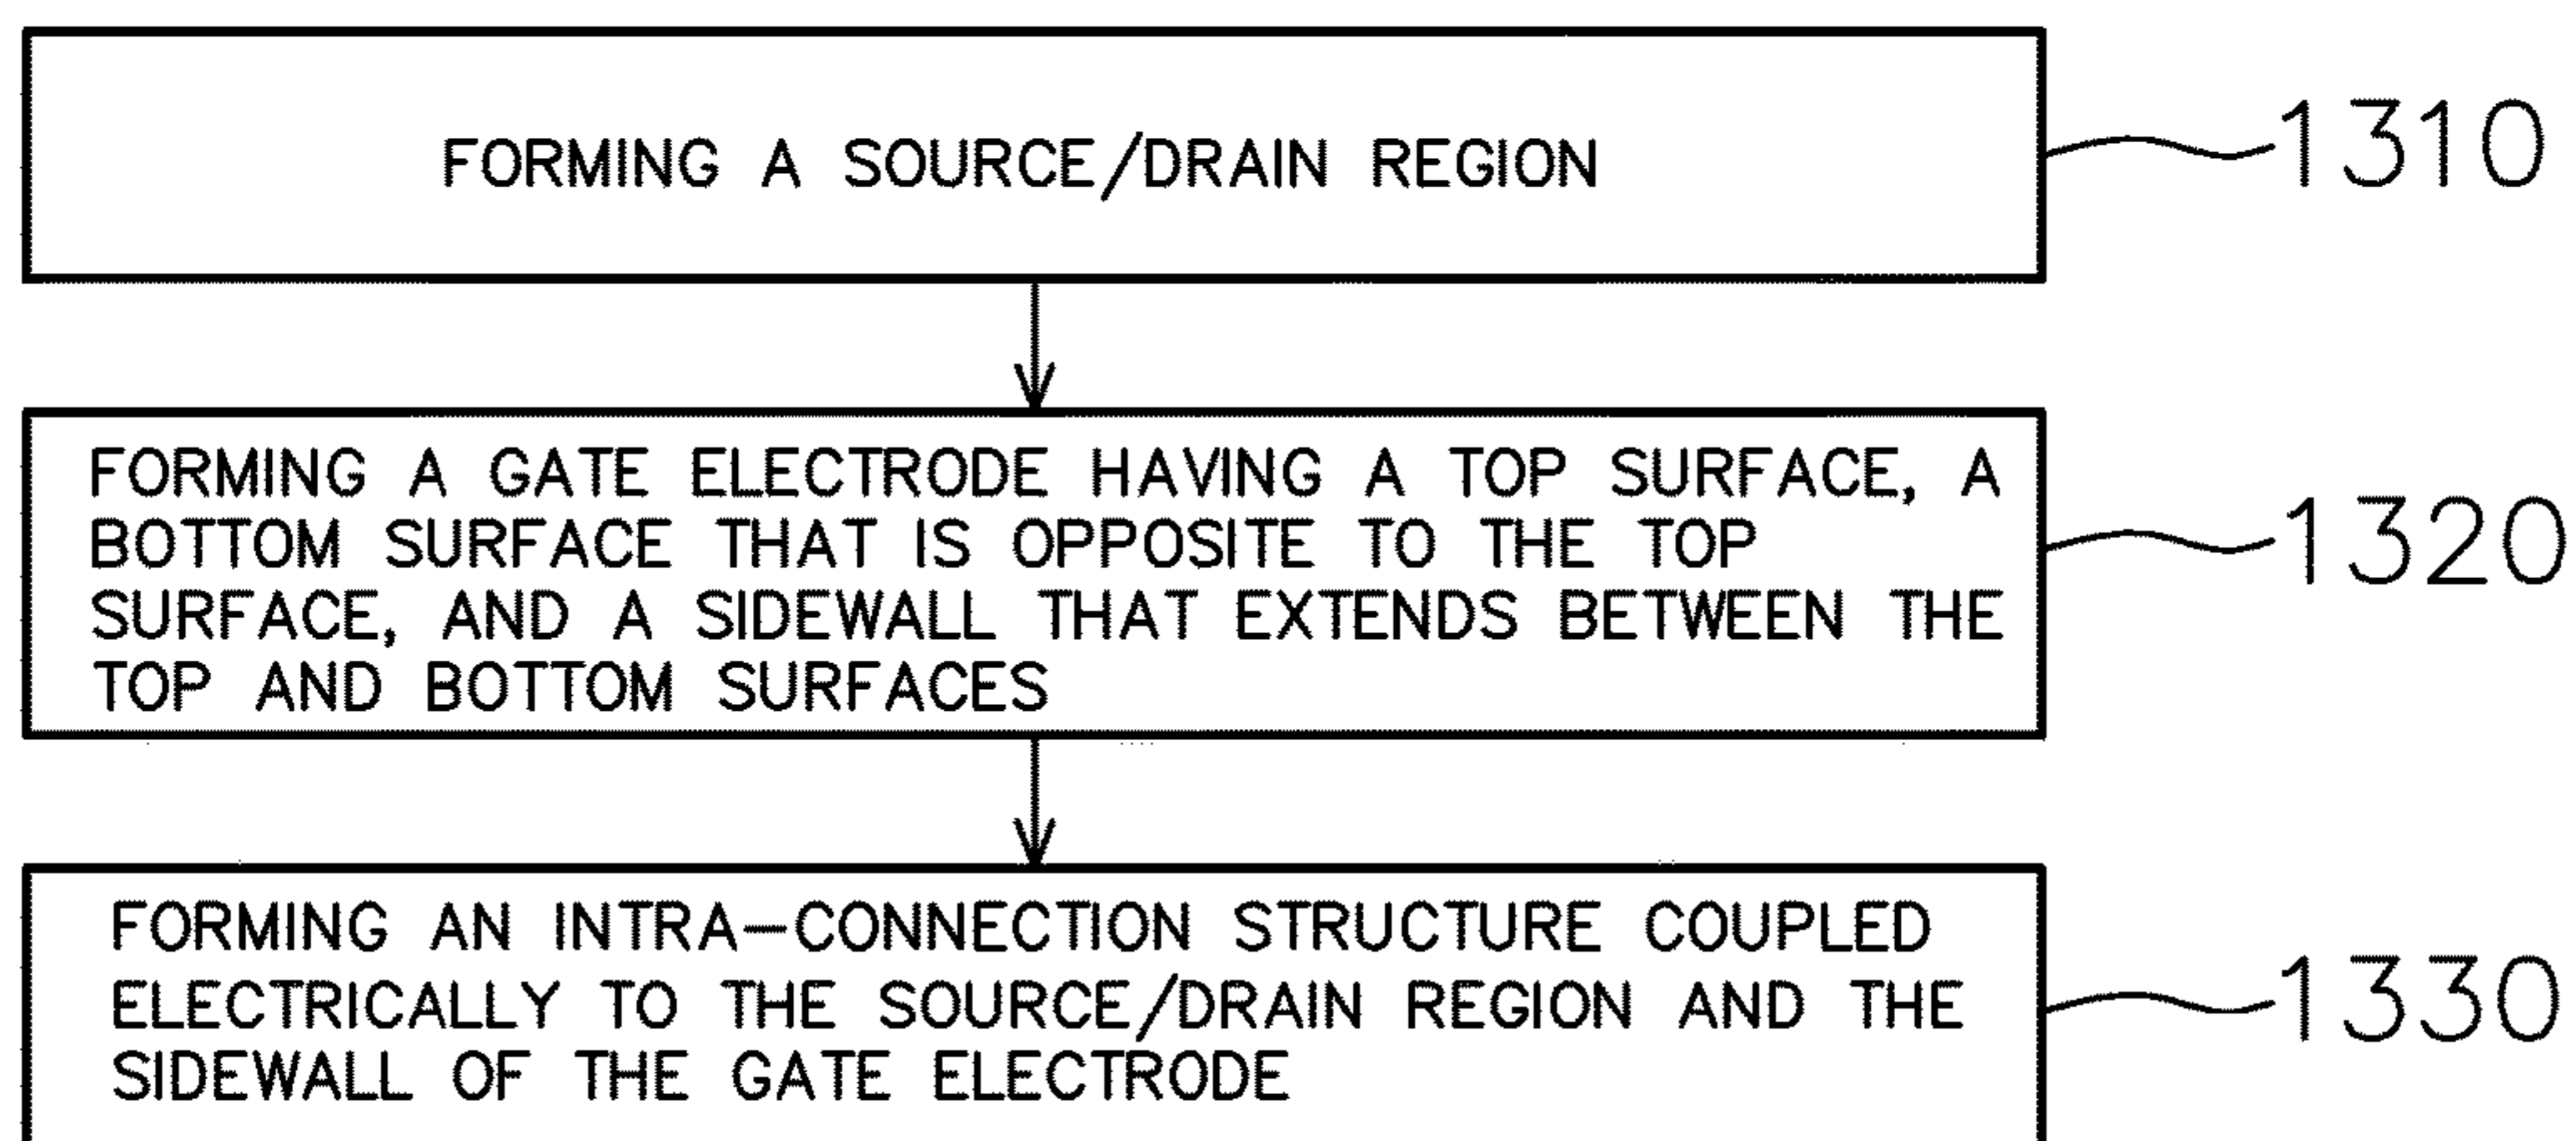 FORMING A SOURCE/DRAIN REGION
1310
FORMING A GATE ELECTRODE HAVING A TOP SURFACE, A
BOTTOM SURFACE THAT IS OPPOSITE TO THE TOP
SURFACE, AND A SIDEWALL THAT EXTENDS BETWEEN THE
TOP AND BOTTOM SURFACES
1320
FORMING AN INTRA-CONNECTION STRUCTURE COUPLED
ELECTRICALLY TO THE SOURCE/DRAIN REGION AND THE
SIDEWALL OF THE GATE ELECTRODE
1330